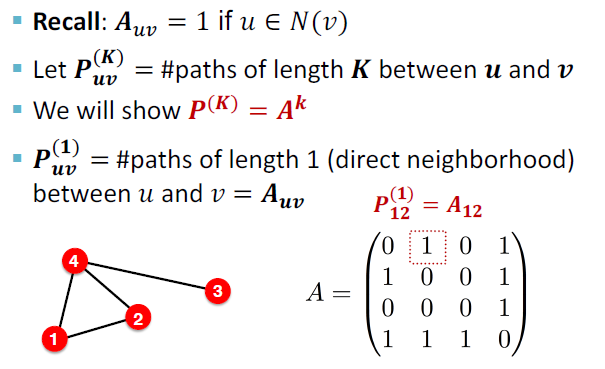 ▪ Recall: A_uv = 1 if u ∈ N(v)
▪ Let P_uv^(K) = #paths of length K between u and v
▪ We will show P^(K) = A^k
▪ P_uv^(1) = #paths of length 1 (direct neighborhood)
between u and v = A_uv
P_12^(1) = A_12
4
3
2
1
A =
0 1 0 1
1 0 0 1
0 0 0 1
1 1 1 0